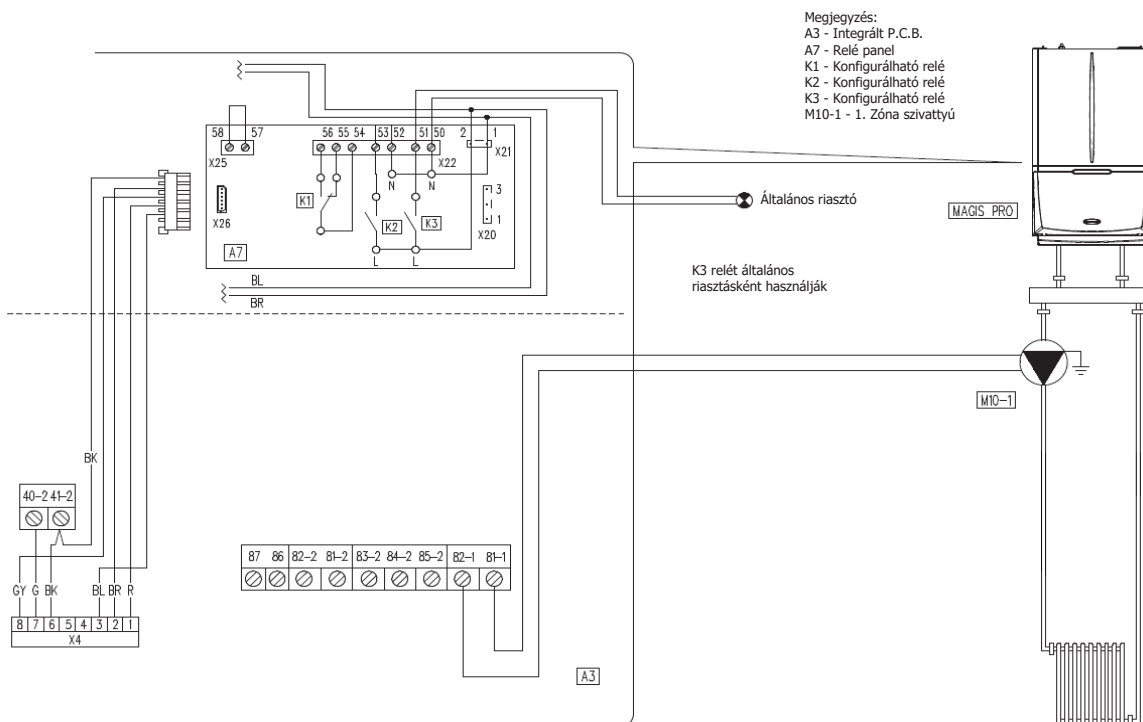 Megjegyzés:
A3 - Integrált P.C.B.
A7 - Relé panel
K1 - Konfigurálható relé
K2 - Konfigurálható relé
K3 - Konfigurálható relé
M10-1 - 1. Zóna szivattyú
58 57
X25
56 55 54 53 52 51 50
X22
2 1
X21
N N
3
1
X20
X26
K1
K2
K3
L L
A7
BL
BR
Általános riasztó
MAGIS PRO
K3 relét általános
riasztásként használják
M10-1
BK
40-2 41-2
GY G BK BL BR R
8 7 6 5 4 3 2 1
X4
87 86 82-2 81-2 83-2 84-2 85-2 82-1 81-1
A3